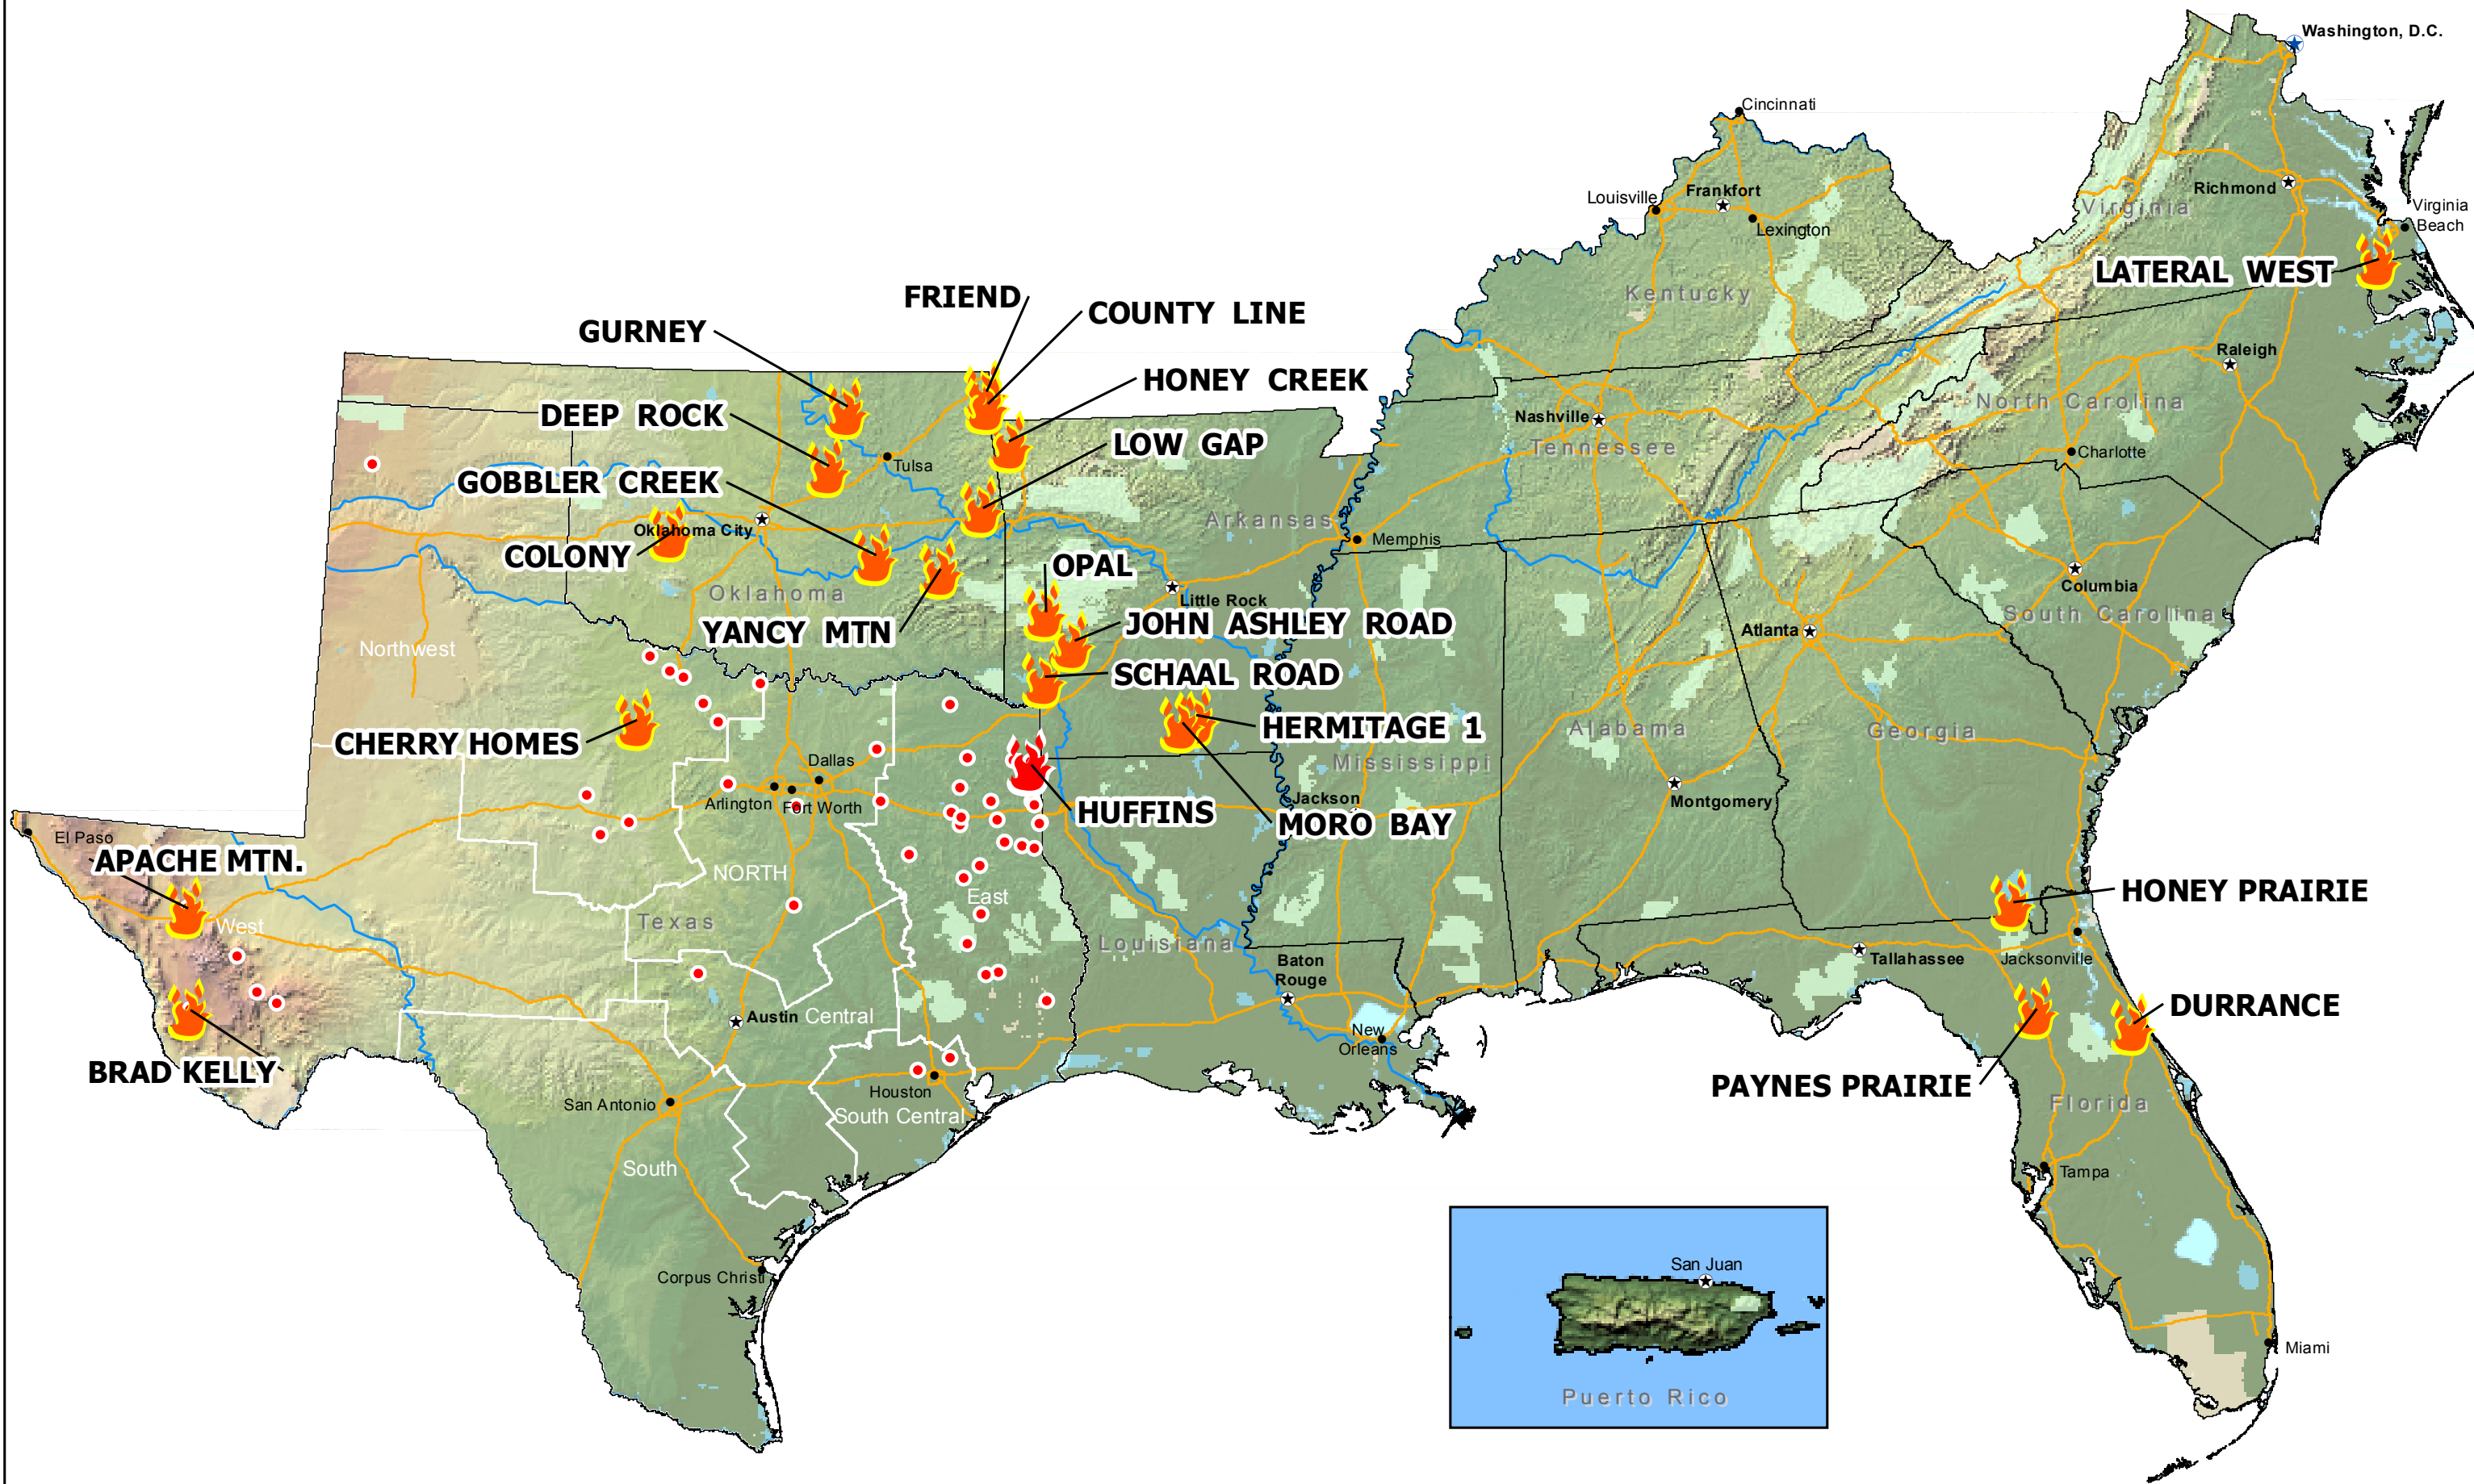 Washington, D.C.
Cincinnati
Louisville
Frankfort
Lexington
Richmond
Virginia
Virginia
Beach
LATERAL WEST
Kentucky
FRIEND
COUNTY LINE
GURNEY
HONEY CREEK
Raleigh
DEEP ROCK
Nashville
North Carolina
LOW GAP
Tennessee
Tulsa
Charlotte
GOBBLER CREEK
Arkansas
Oklahoma City
Memphis
COLONY
OPAL
Oklahoma
Little Rock
Columbia
South Carolina
YANCY MTN
JOHN ASHLEY ROAD
Atlanta
Northwest
SCHAAL ROAD
CHERRY HOMES
HERMITAGE 1
Alabama
Georgia
Mississippi
Dallas
Arlington
Fort Worth
Jackson
Montgomery
HUFFINS
MORO BAY
El Paso
APACHE MTN.
NORTH
East
HONEY PRAIRIE
West
Texas
Louisiana
Baton
Rouge
Tallahassee
Jacksonville
Austin
Central
DURRANCE
New
Orleans
BRAD KELLY
Houston
PAYNES PRAIRIE
San Antonio
South Central
Florida
South
Tampa
Corpus Christi
San Juan
Miami
Puerto Rico